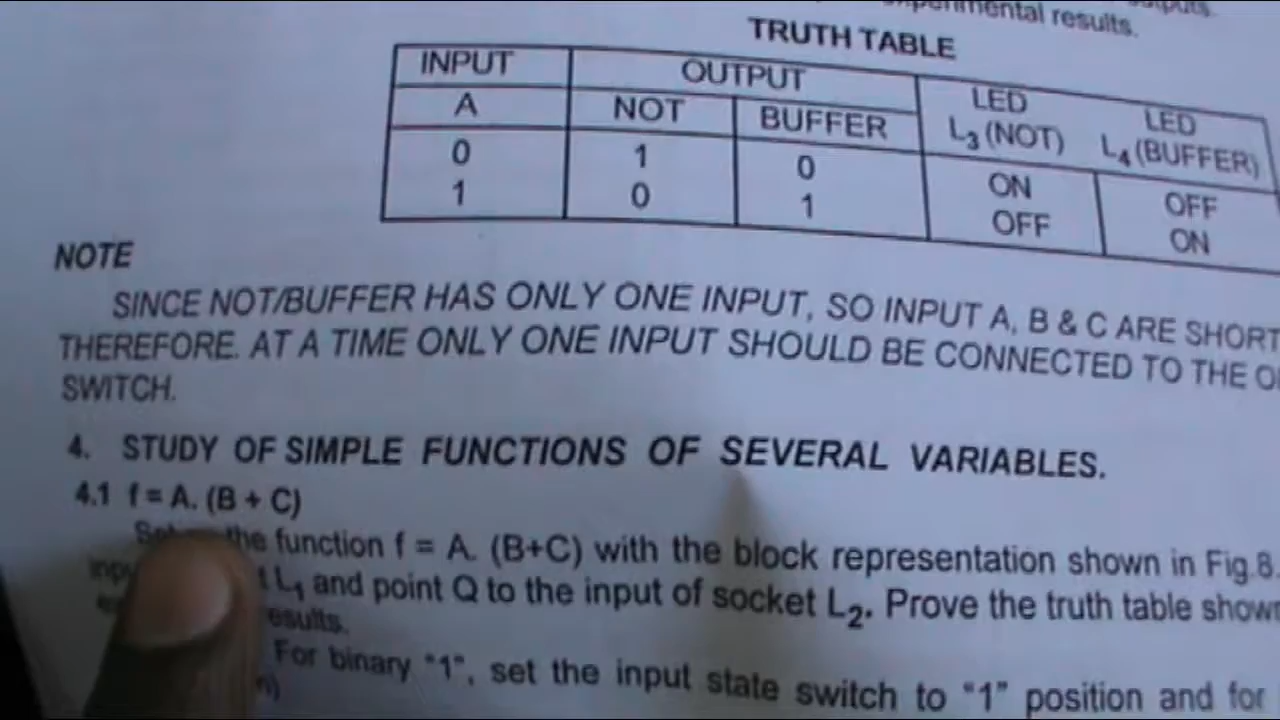 experimental results.
TRUTH TABLE
INPUT OUTPUT LED L₃ (NOT) LED L₄ (BUFFER)
A NOT BUFFER
0 1 0 ON OFF
1 0 1 OFF ON
NOTE
SINCE NOT/BUFFER HAS ONLY ONE INPUT, SO INPUT A, B & C ARE SHORT
THEREFORE. AT A TIME ONLY ONE INPUT SHOULD BE CONNECTED TO THE
SWITCH.
4. STUDY OF SIMPLE FUNCTIONS OF SEVERAL VARIABLES.
4.1 f = A. (B + C)
the function f = A. (B+C) with the block representation shown in Fig.8.
L₁ and point Q to the input of socket L₂. Prove the truth table shown
results.
For binary "1", set the input state switch to "1" position and for